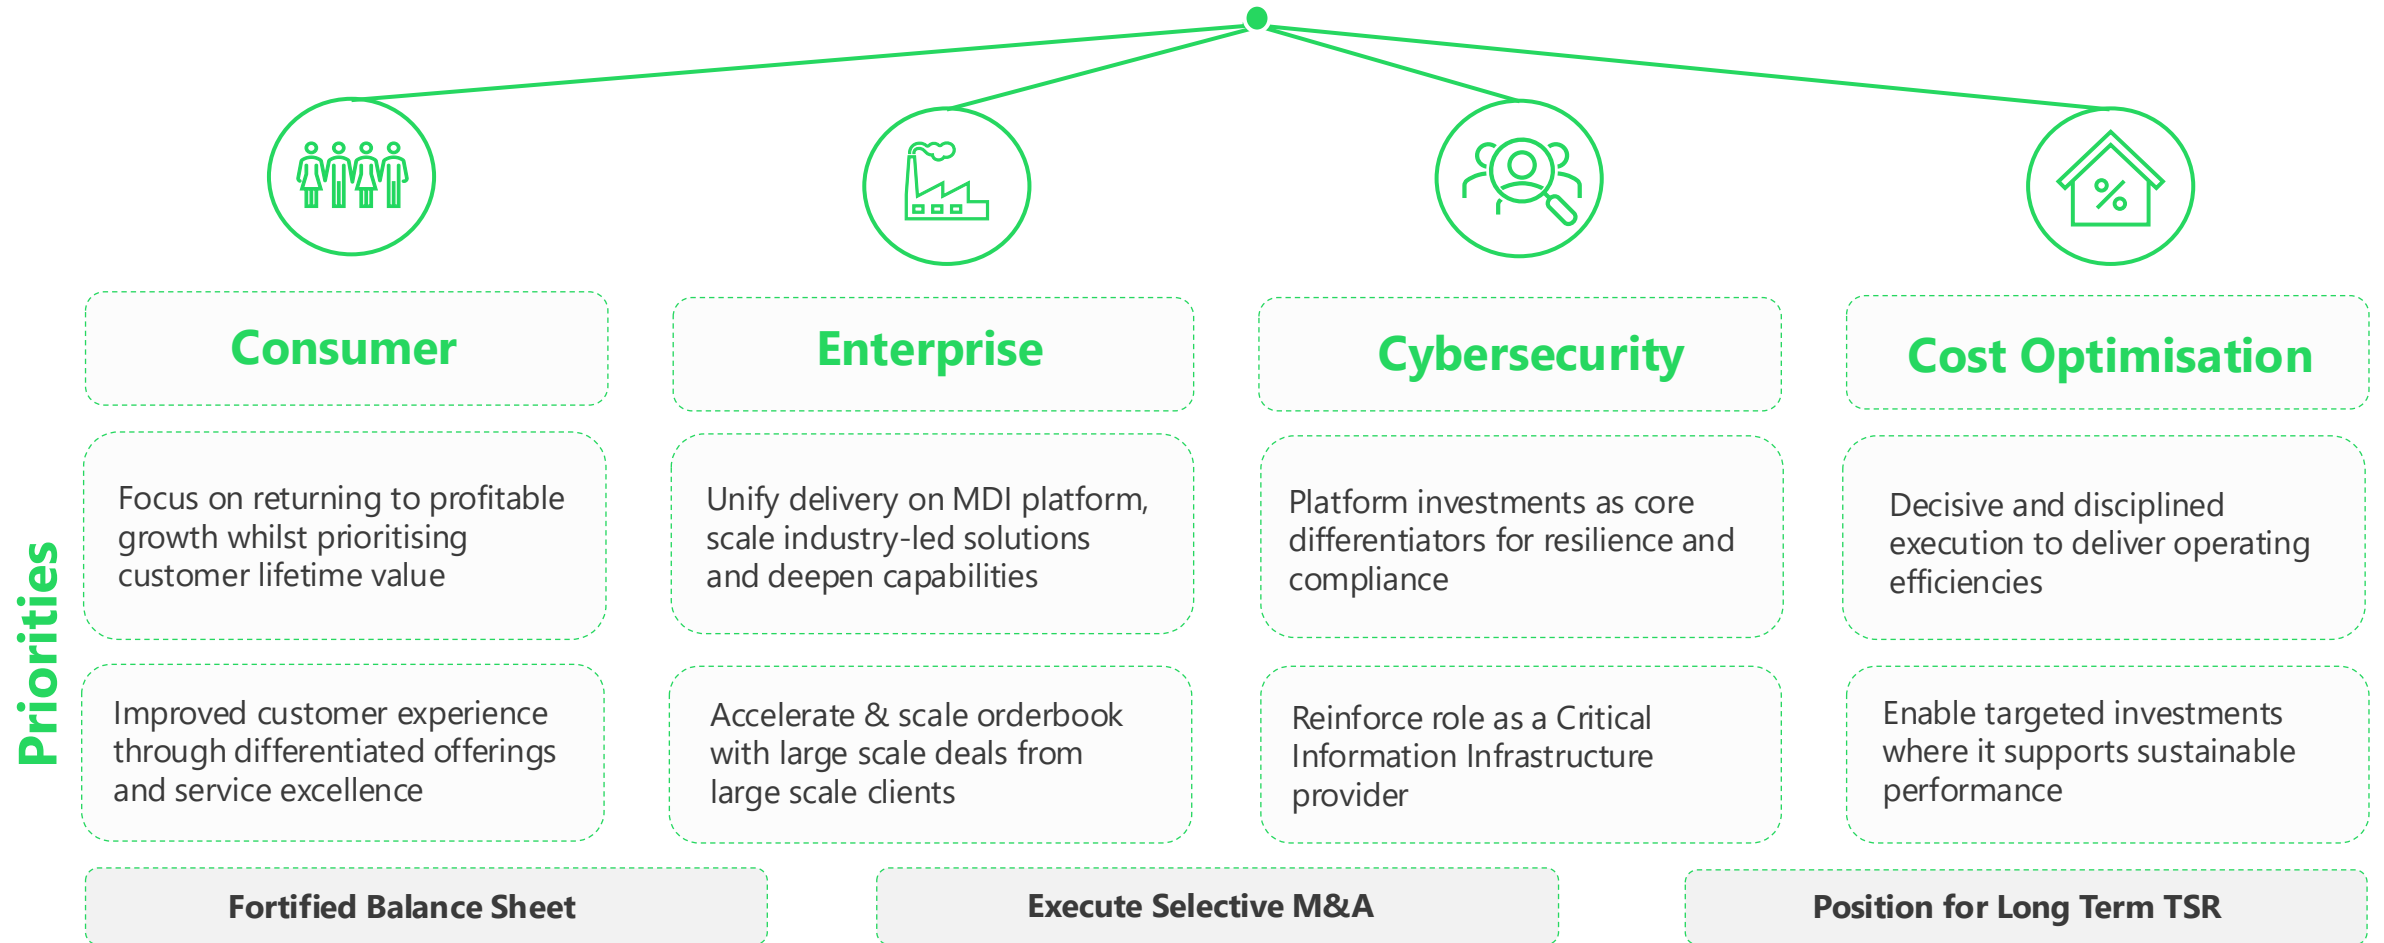 Consumer
Enterprise
Cybersecurity
Cost Optimisation
Priorities
Focus on returning to profitable
growth whilst prioritising
customer lifetime value
Unify delivery on MDI platform,
scale industry-led solutions
and deepen capabilities
Platform investments as core
differentiators for resilience and
compliance
Decisive and disciplined
execution to deliver operating
efficiencies
Improved customer experience
through differentiated offerings
and service excellence
Accelerate & scale orderbook
with large scale deals from
large scale clients
Reinforce role as a Critical
Information Infrastructure
provider
Enable targeted investments
where it supports sustainable
performance
Fortified Balance Sheet
Execute Selective M&A
Position for Long Term TSR